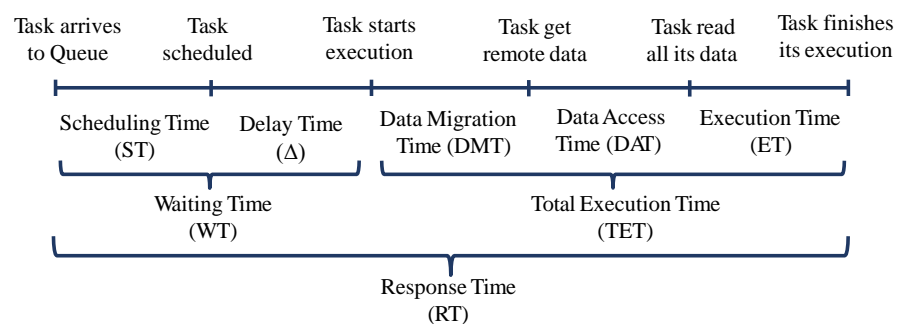 Task arrives
to Queue
Task
scheduled
Task starts
execution
Task get
remote data
Task read
all its data
Task finishes
its execution
Scheduling Time
(ST)
Delay Time
(Δ)
Data Migration
Time (DMT)
Data Access
Time (DAT)
Execution Time
(ET)
Waiting Time
(WT)
Total Execution Time
(TET)
Response Time
(RT)